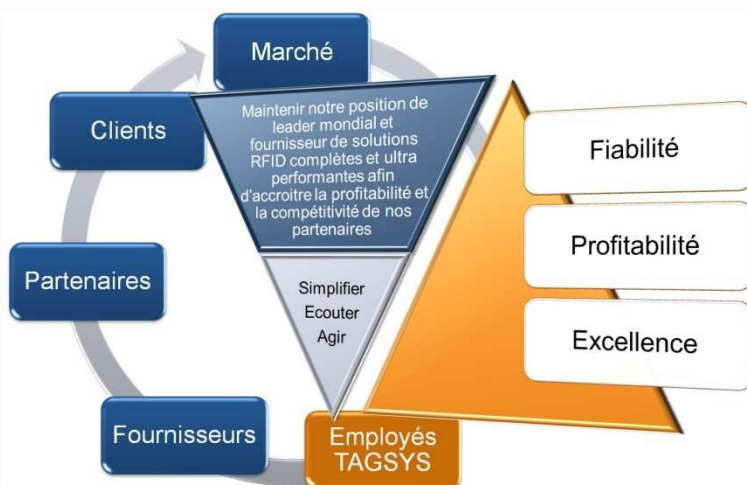 Marché
Clients
Partenaires
Fournisseurs
Employés
TAGSYS
Maintenir notre position de
leader mondial et
fournisseur de solutions
RFID complètes et ultra
performantes afin
d'accroitre la profitabilité et
la compétitivité de nos
partenaires
Simplifier
Ecouter
Agir
Fiabilité
Profitabilité
Excellence